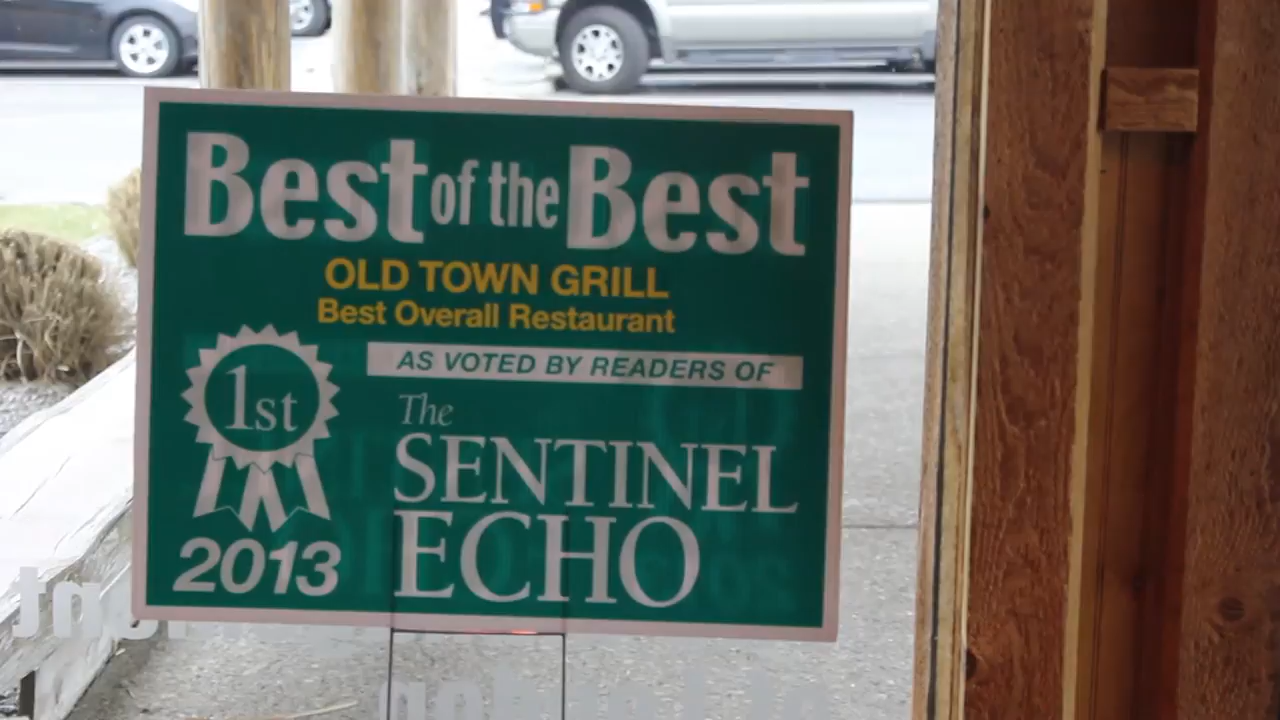 Best of the Best
OLD TOWN GRILL
Best Overall Restaurant
AS VOTED BY READERS OF
1st
The
SENTINEL
ECHO
2013